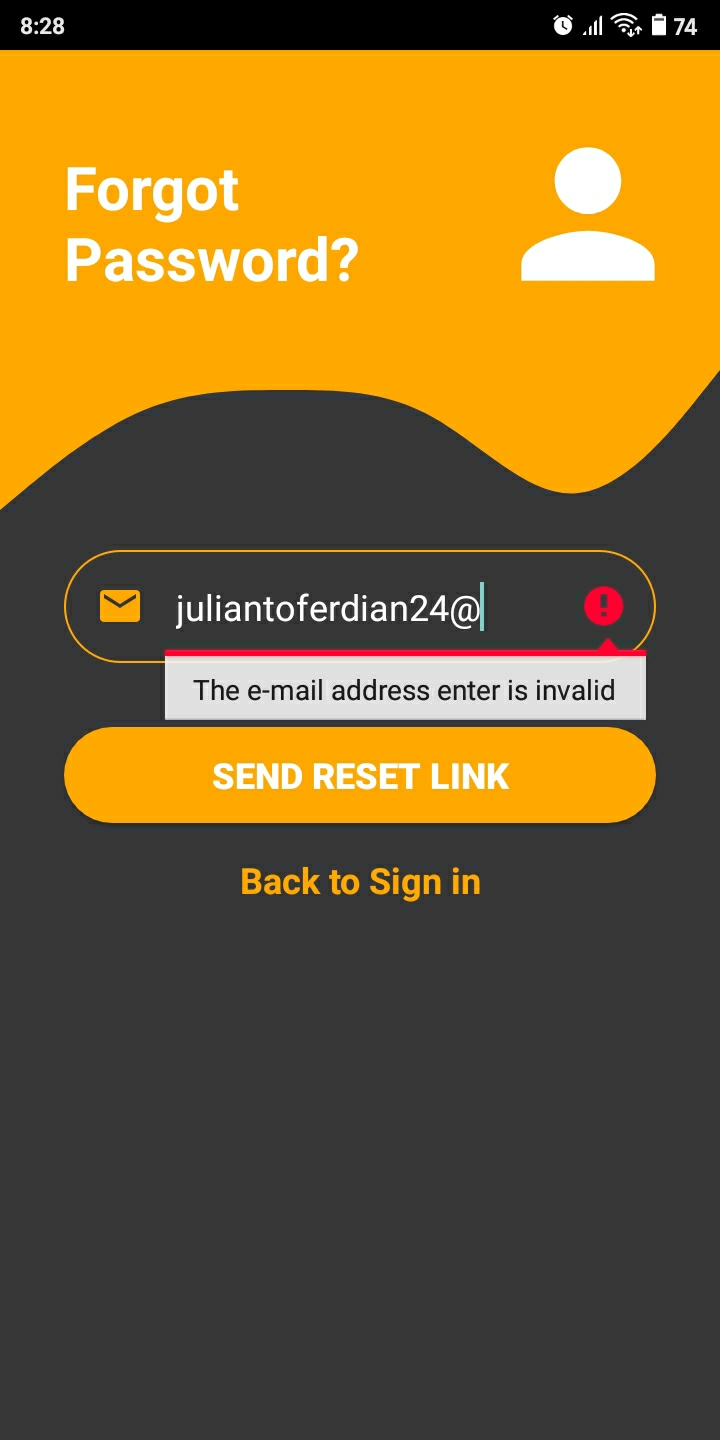 8:28
74
Forgot
Password?
juliantoferdian24@
The e-mail address enter is invalid
SEND RESET LINK
Back to Sign in